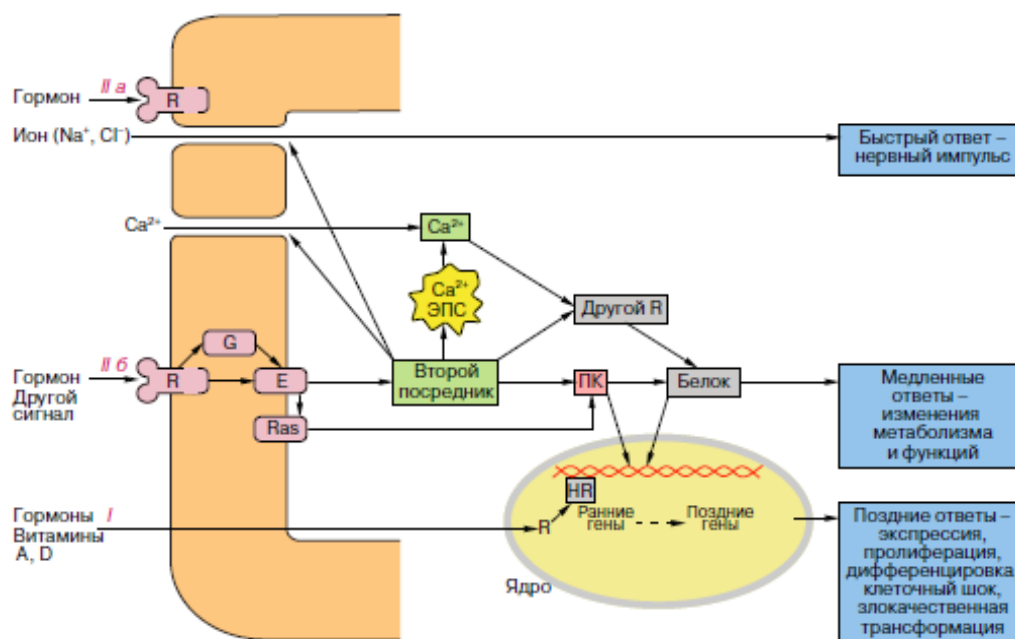 II а
Гормон
R
Ион (Na⁺, Cl⁻)
Быстрый ответ –
нервный импульс
Ca²⁺
Ca²⁺
Ca²⁺
ЭПС
Другой R
G
II б
R
E
Гормон
Другой
сигнал
Второй
посредник
ПК
Белок
Медленные
ответы –
изменения
метаболизма
и функций
Ras
HR
Гормоны I
Витамины
A, D
R
Ранние
гены
Поздние
гены
Ядро
Поздние ответы –
экспрессия,
пролиферация,
дифференцировка,
клеточный шок,
злокачественная
трансформация